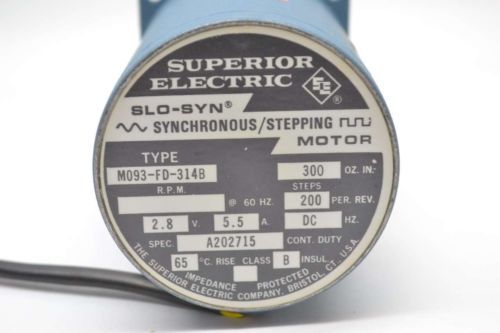 SUPERIOR
ELECTRIC
SE ®
SLO-SYN®
SYNCHRONOUS/STEPPING
MOTOR
TYPE
M093-FD-314B 300 OZ. IN.
R.P.M. STEPS
@ 60 HZ. 200 PER. REV.
2.8 V. 5.5 A. DC HZ.
SPEC. A202715 CONT. DUTY
65 °C. RISE CLASS B INSUL
IMPEDANCE PROTECTED
THE SUPERIOR ELECTRIC COMPANY, BRISTOL, CT. U.S.A.